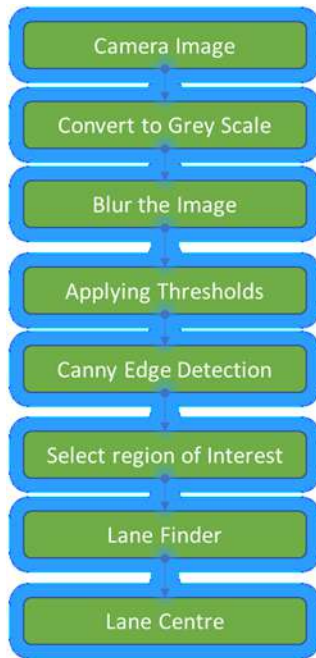 Camera Image
Convert to Grey Scale
Blur the Image
Applying Thresholds
Canny Edge Detection
Select region of Interest
Lane Finder
Lane Centre